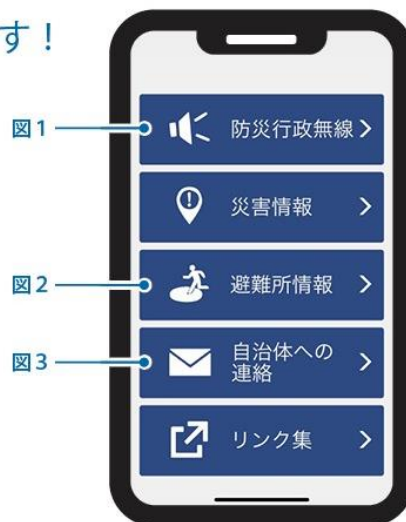 す！
図1
防災行政無線
災害情報
図2
避難所情報
図3
自治体への
連絡
リンク集